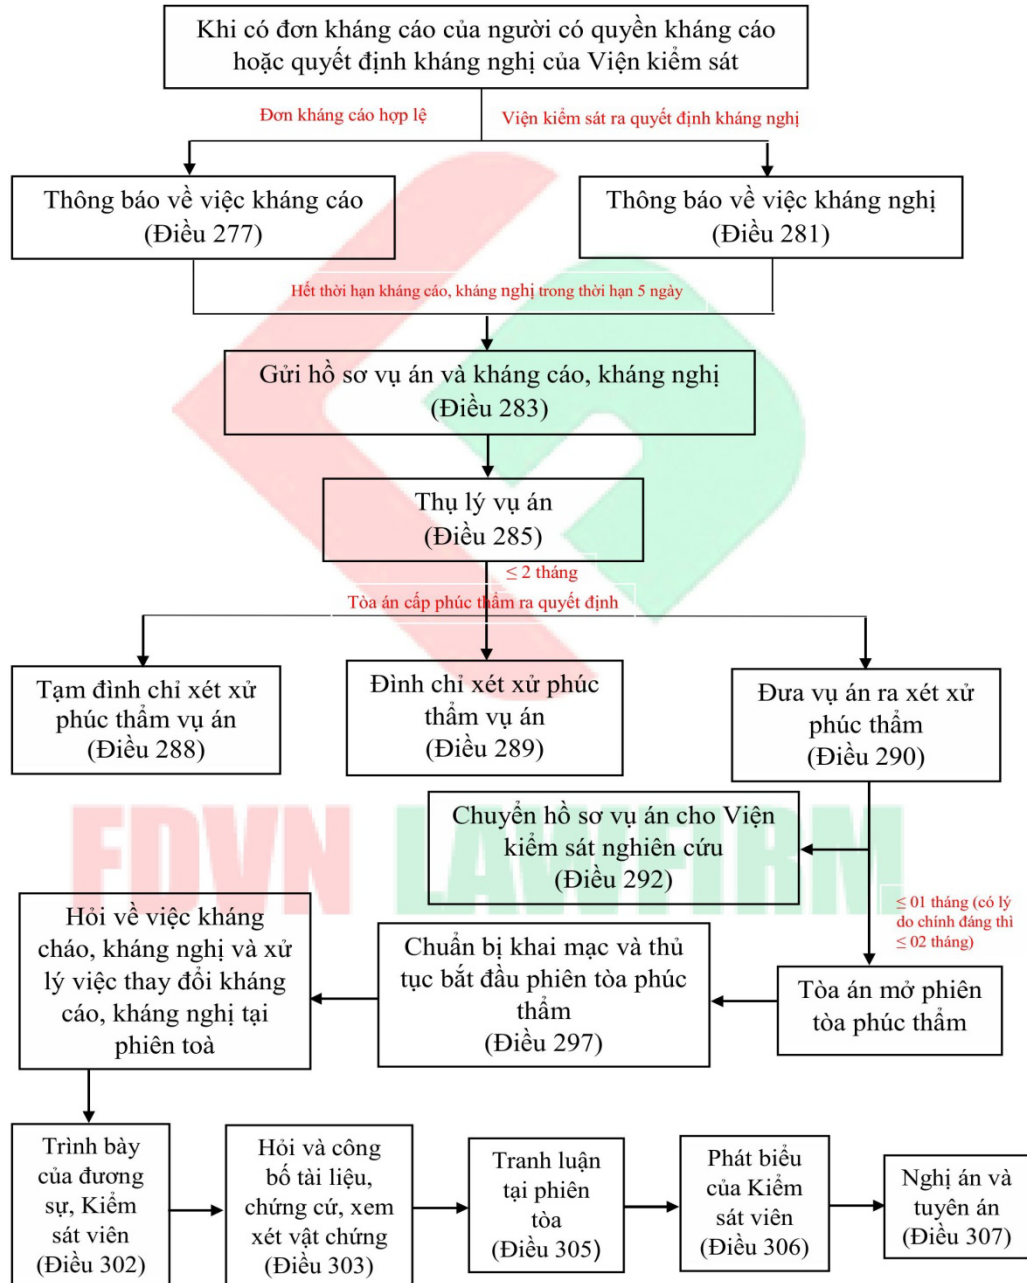 Khi có đơn kháng cáo của người có quyền kháng cáo
hoặc quyết định kháng nghị của Viện kiểm sát
Đơn kháng cáo hợp lệ
Viện kiểm sát ra quyết định kháng nghị
Thông báo về việc kháng cáo
(Điều 277)
Thông báo về việc kháng nghị
(Điều 281)
Hết thời hạn kháng cáo, kháng nghị trong thời hạn 5 ngày
Gửi hồ sơ vụ án và kháng cáo, kháng nghị
(Điều 283)
Thụ lý vụ án
(Điều 285)
≤ 2 tháng
Tòa án cấp phúc thẩm ra quyết định
Tạm đình chỉ xét xử
phúc thẩm vụ án
(Điều 288)
Đình chỉ xét xử phúc
thẩm vụ án
(Điều 289)
Đưa vụ án ra xét xử
phúc thẩm
(Điều 290)
Chuyển hồ sơ vụ án cho Viện
kiểm sát nghiên cứu
(Điều 292)
FDVN LAWFIRM
≤ 01 tháng (có lý
do chính đáng thì
≤ 02 tháng)
Tòa án mở phiên
tòa phúc thẩm
Chuẩn bị khai mạc và thủ
tục bắt đầu phiên tòa phúc
thẩm
(Điều 297)
Hỏi về việc kháng
cháo, kháng nghị và xử
lý việc thay đổi kháng
cáo, kháng nghị tại
phiên toà
Trình bày
của đương
sự, Kiểm
sát viên
(Điều 302)
Hỏi và công
bố tài liệu,
chứng cứ, xem
xét vật chứng
(Điều 303)
Tranh luận
tại phiên
tòa
(Điều 305)
Phát biểu
của Kiểm
sát viên
(Điều 306)
Nghị án và
tuyên án
(Điều 307)